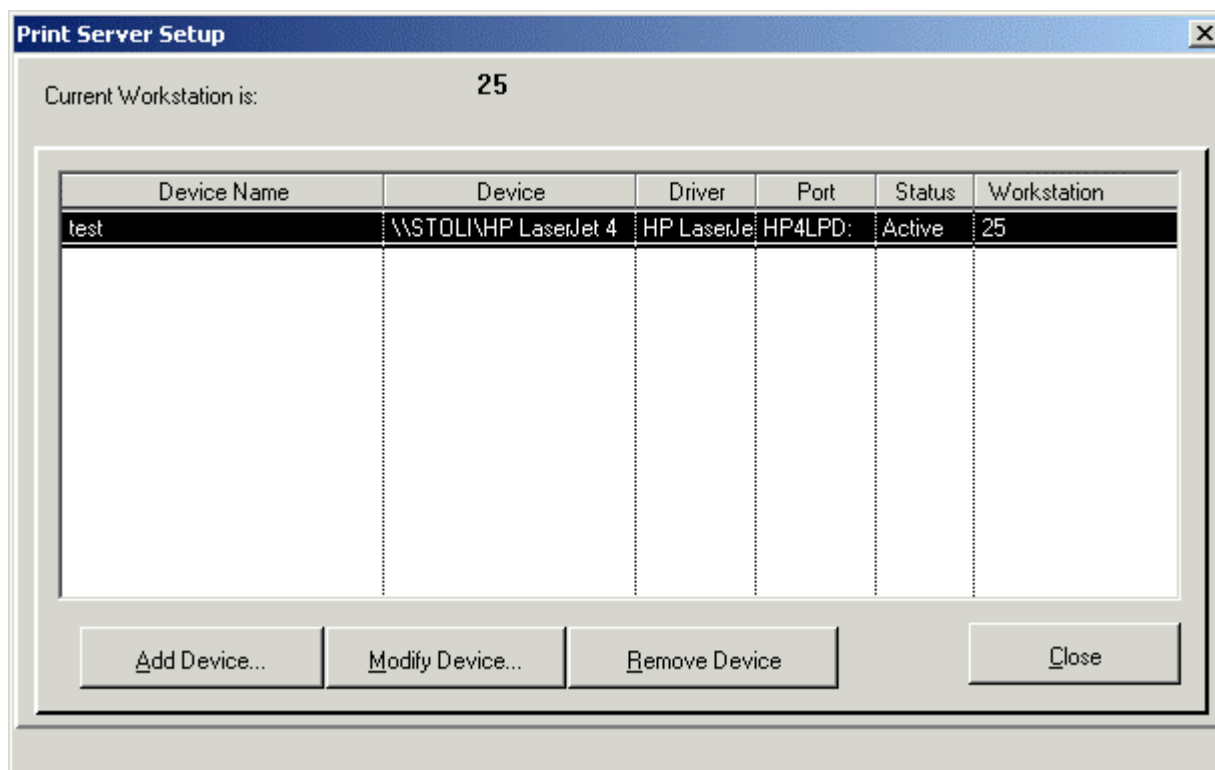 Print Server Setup
Current Workstation is: 25
Device Name Device Driver Port Status Workstation
test \\STOLI\HP LaserJet 4 HP LaserJe HP4LPD: Active 25
Add Device... Modify Device... Remove Device Close